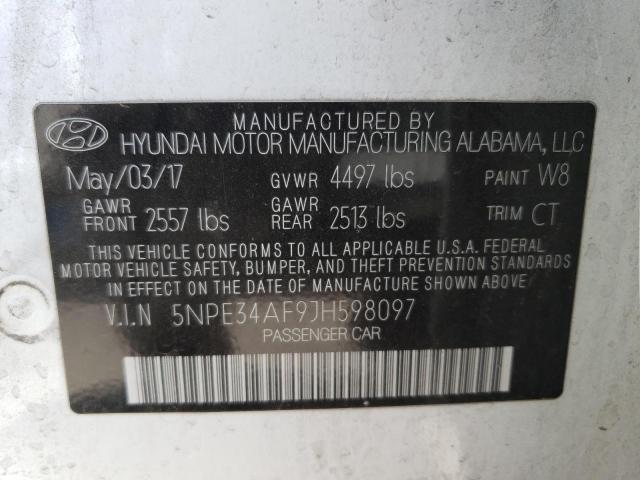 MANUFACTURED BY
HYUNDAI MOTOR MANUFACTURING ALABAMA, LLC
May/03/17 GVWR 4497 lbs PAINT W8
GAWR FRONT 2557 lbs GAWR REAR 2513 lbs TRIM CT
THIS VEHICLE CONFORMS TO ALL APPLICABLE U.S.A. FEDERAL
MOTOR VEHICLE SAFETY, BUMPER, AND THEFT PREVENTION STANDARDS
IN EFFECT ON THE DATE OF MANUFACTURE SHOWN ABOVE.
V.I.N 5NPE34AF9JH598097
PASSENGER CAR